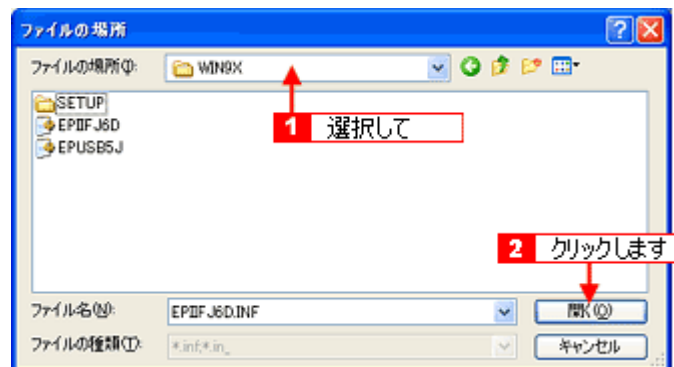 ファイルの場所
ファイルの場所(I):
WIN9X
SETUP
EPIIFJ6D
EPUSB5J
1 選択して
2 クリックします
ファイル名(N):
EPIIFJ6D.INF
開く(O)
ファイルの種類(T):
*.inf;*.in_
キャンセル